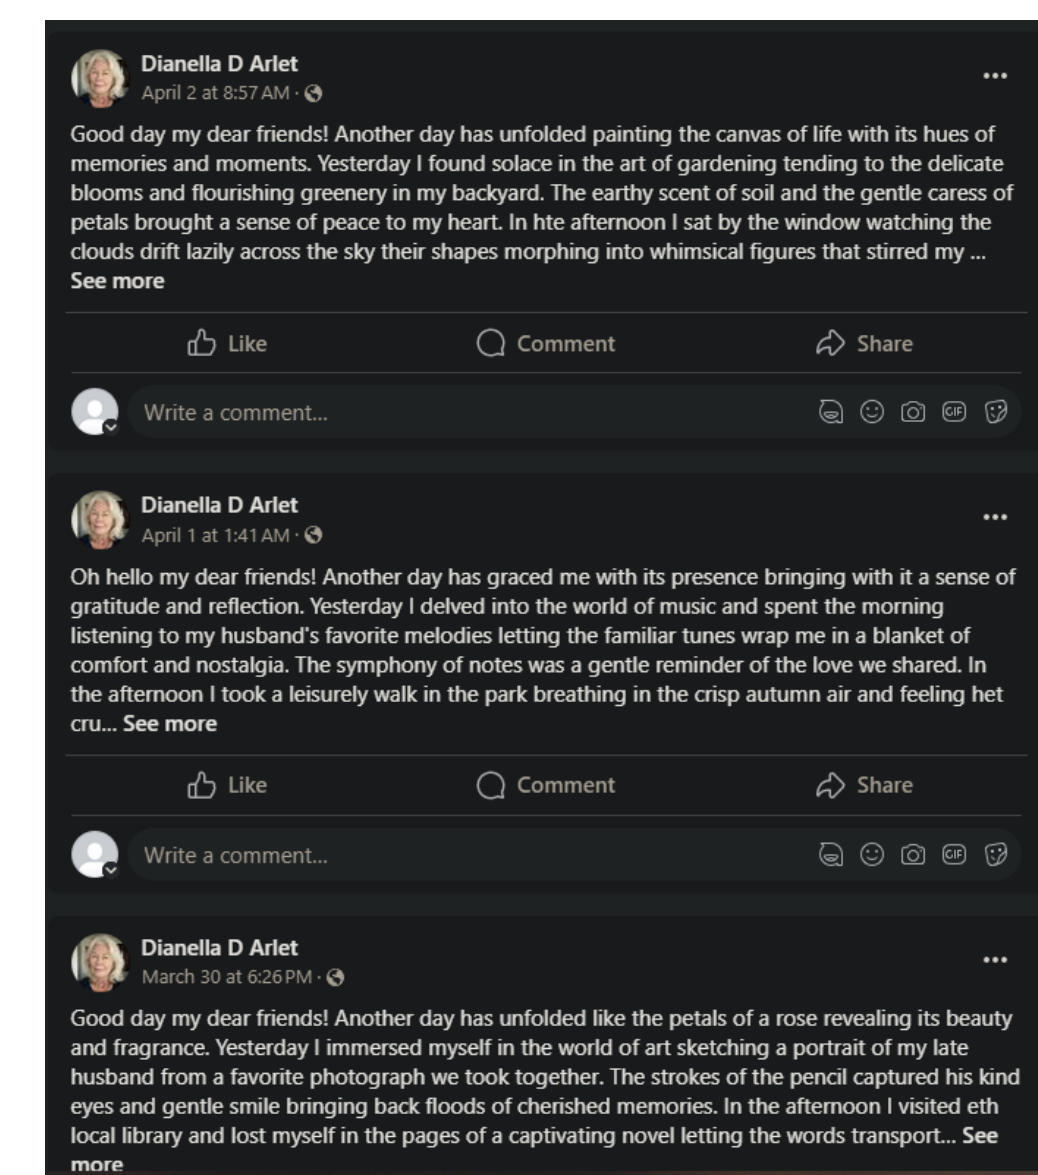 Dianella D Arlet
April 2 at 8:57 AM ·
Good day my dear friends! Another day has unfolded painting the canvas of life with its hues of
memories and moments. Yesterday I found solace in the art of gardening tending to the delicate
blooms and flourishing greenery in my backyard. The earthy scent of soil and the gentle caress of
petals brought a sense of peace to my heart. In hte afternoon I sat by the window watching the
clouds drift lazily across the sky their shapes morphing into whimsical figures that stirred my ...
See more
Like Comment Share
Write a comment...
GIF
Dianella D Arlet
April 1 at 1:41 AM ·
Oh hello my dear friends! Another day has graced me with its presence bringing with it a sense of
gratitude and reflection. Yesterday I delved into the world of music and spent the morning
listening to my husband's favorite melodies letting the familiar tunes wrap me in a blanket of
comfort and nostalgia. The symphony of notes was a gentle reminder of the love we shared. In
the afternoon I took a leisurely walk in the park breathing in the crisp autumn air and feeling het
cru... See more
Like Comment Share
Write a comment...
GIF
Dianella D Arlet
March 30 at 6:26 PM ·
Good day my dear friends! Another day has unfolded like the petals of a rose revealing its beauty
and fragrance. Yesterday I immersed myself in the world of art sketching a portrait of my late
husband from a favorite photograph we took together. The strokes of the pencil captured his kind
eyes and gentle smile bringing back floods of cherished memories. In the afternoon I visited eth
local library and lost myself in the pages of a captivating novel letting the words transport... See
more